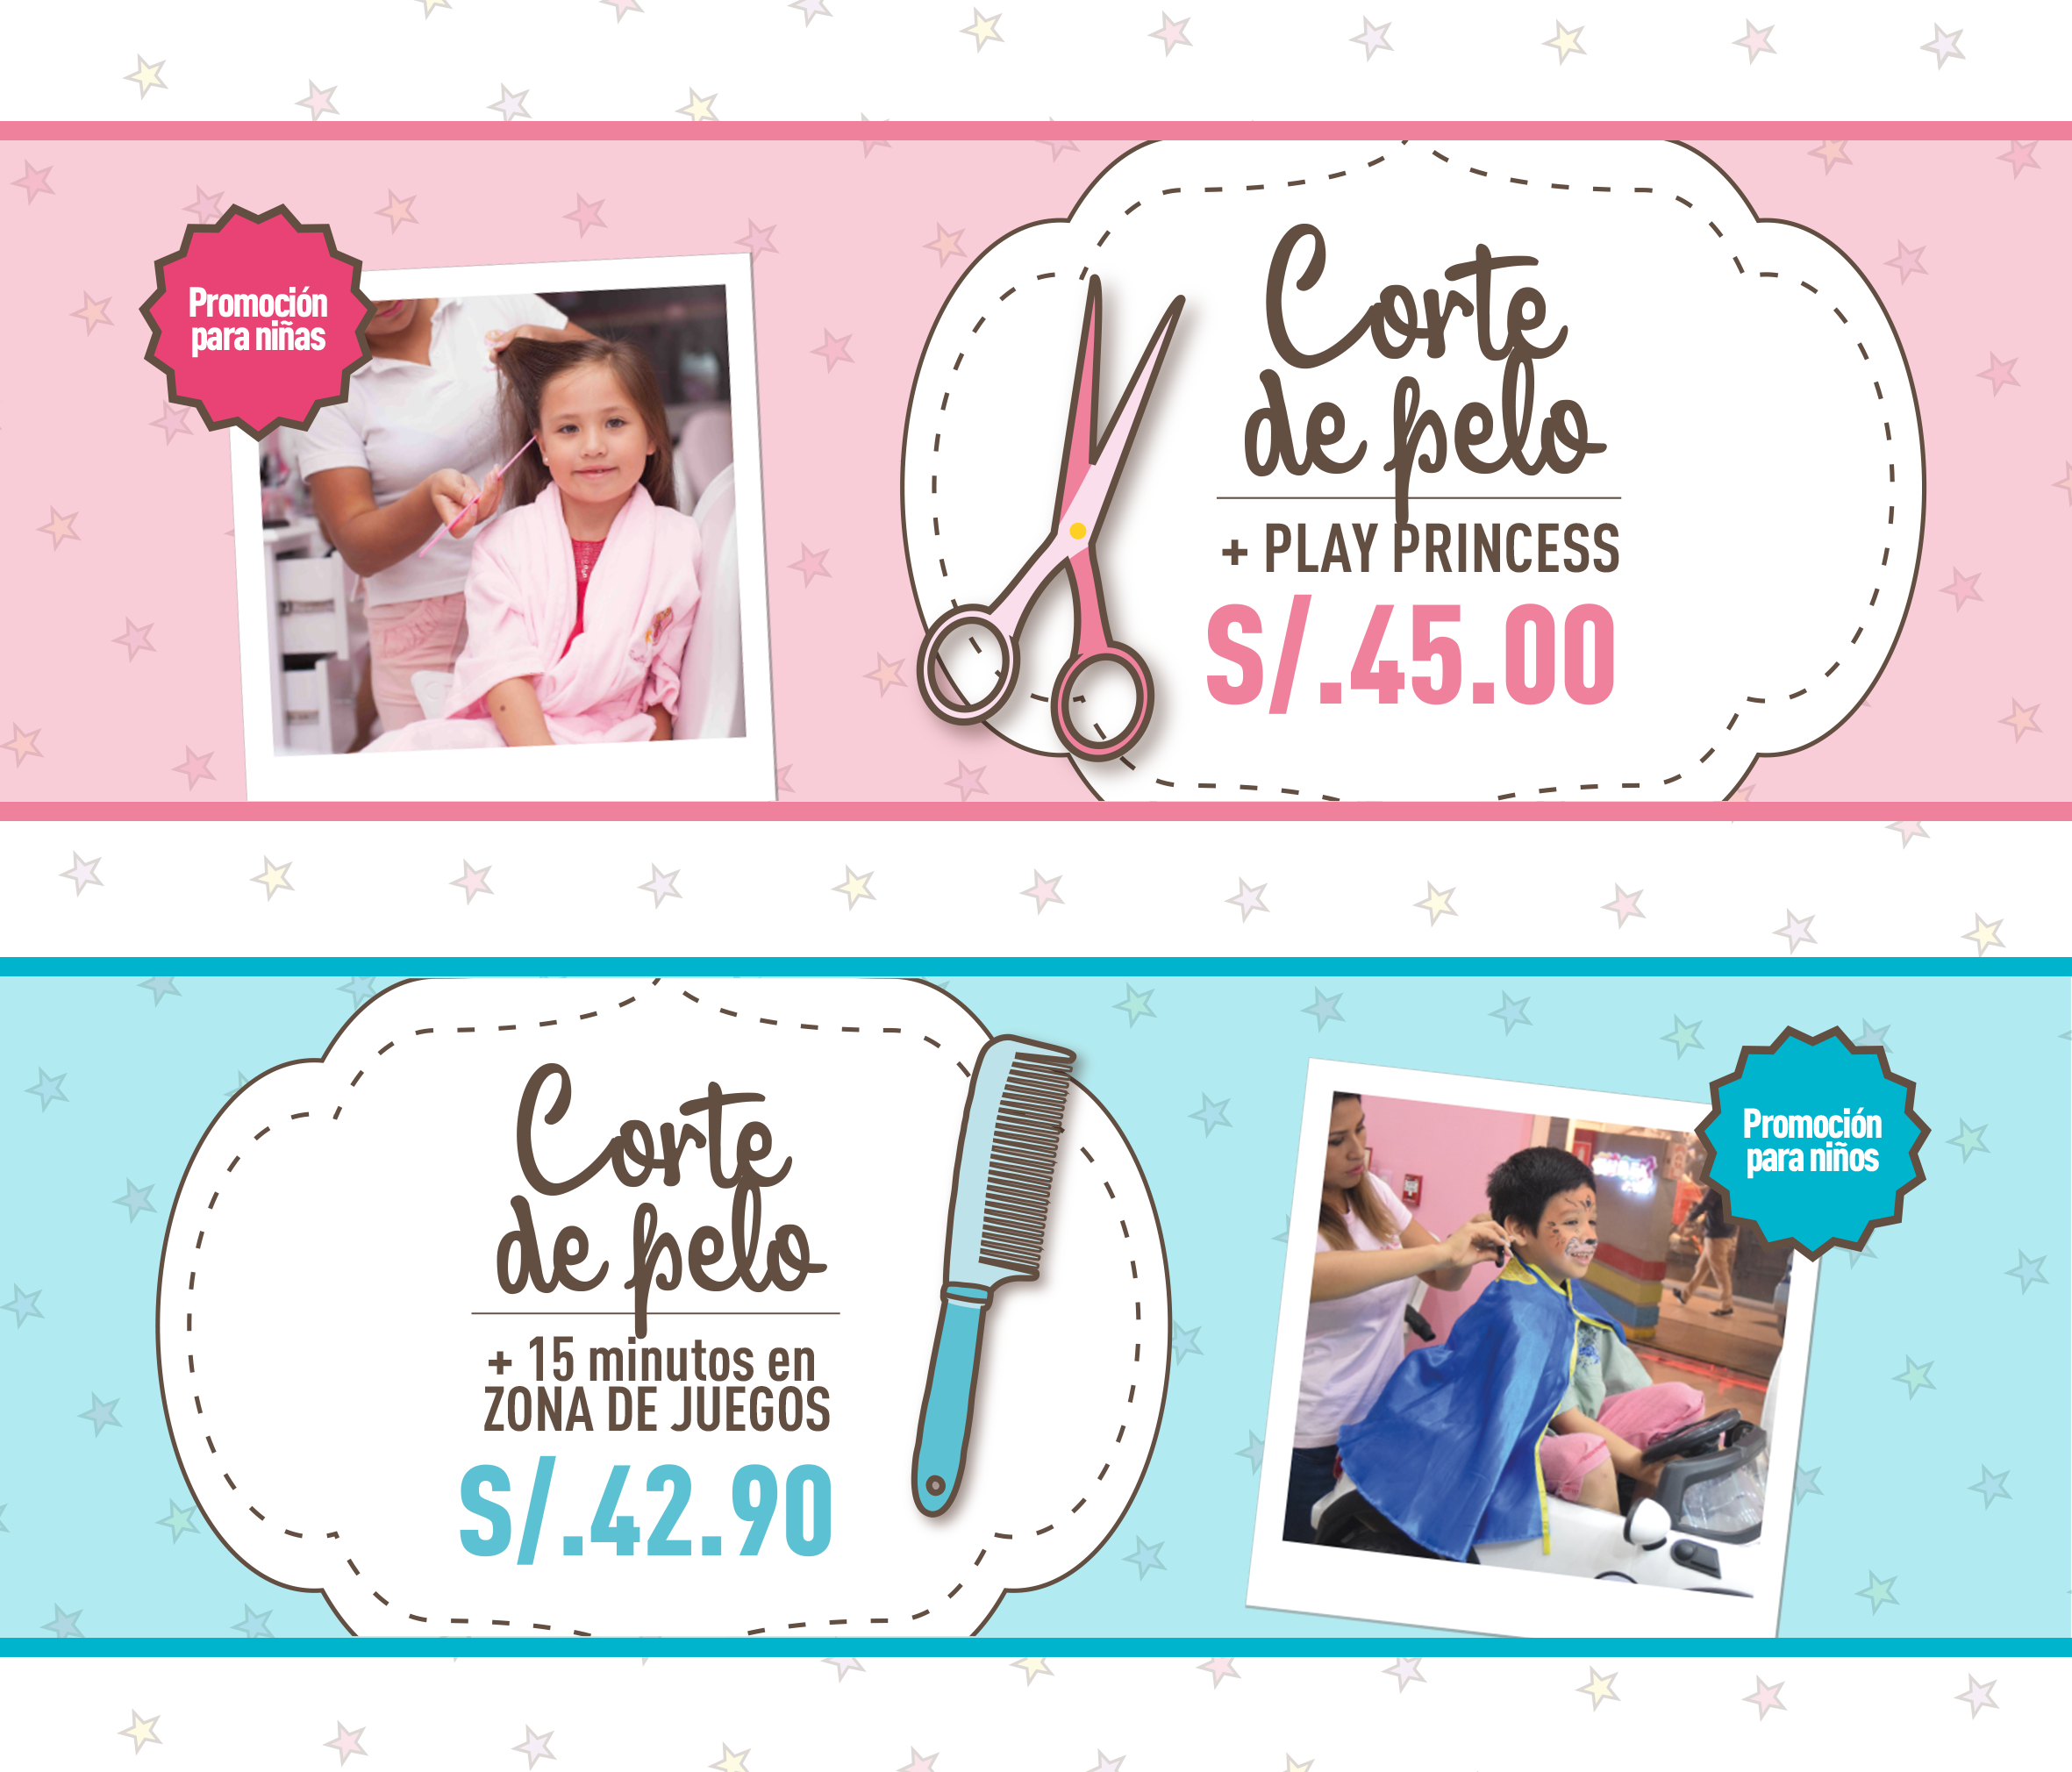 Promoción
para niñas
Corte
de pelo
+ PLAY PRINCESS
S/.45.00
Corte
de pelo
+ 15 minutos en
ZONA DE JUEGOS
S/.42.90
Promoción
para niños